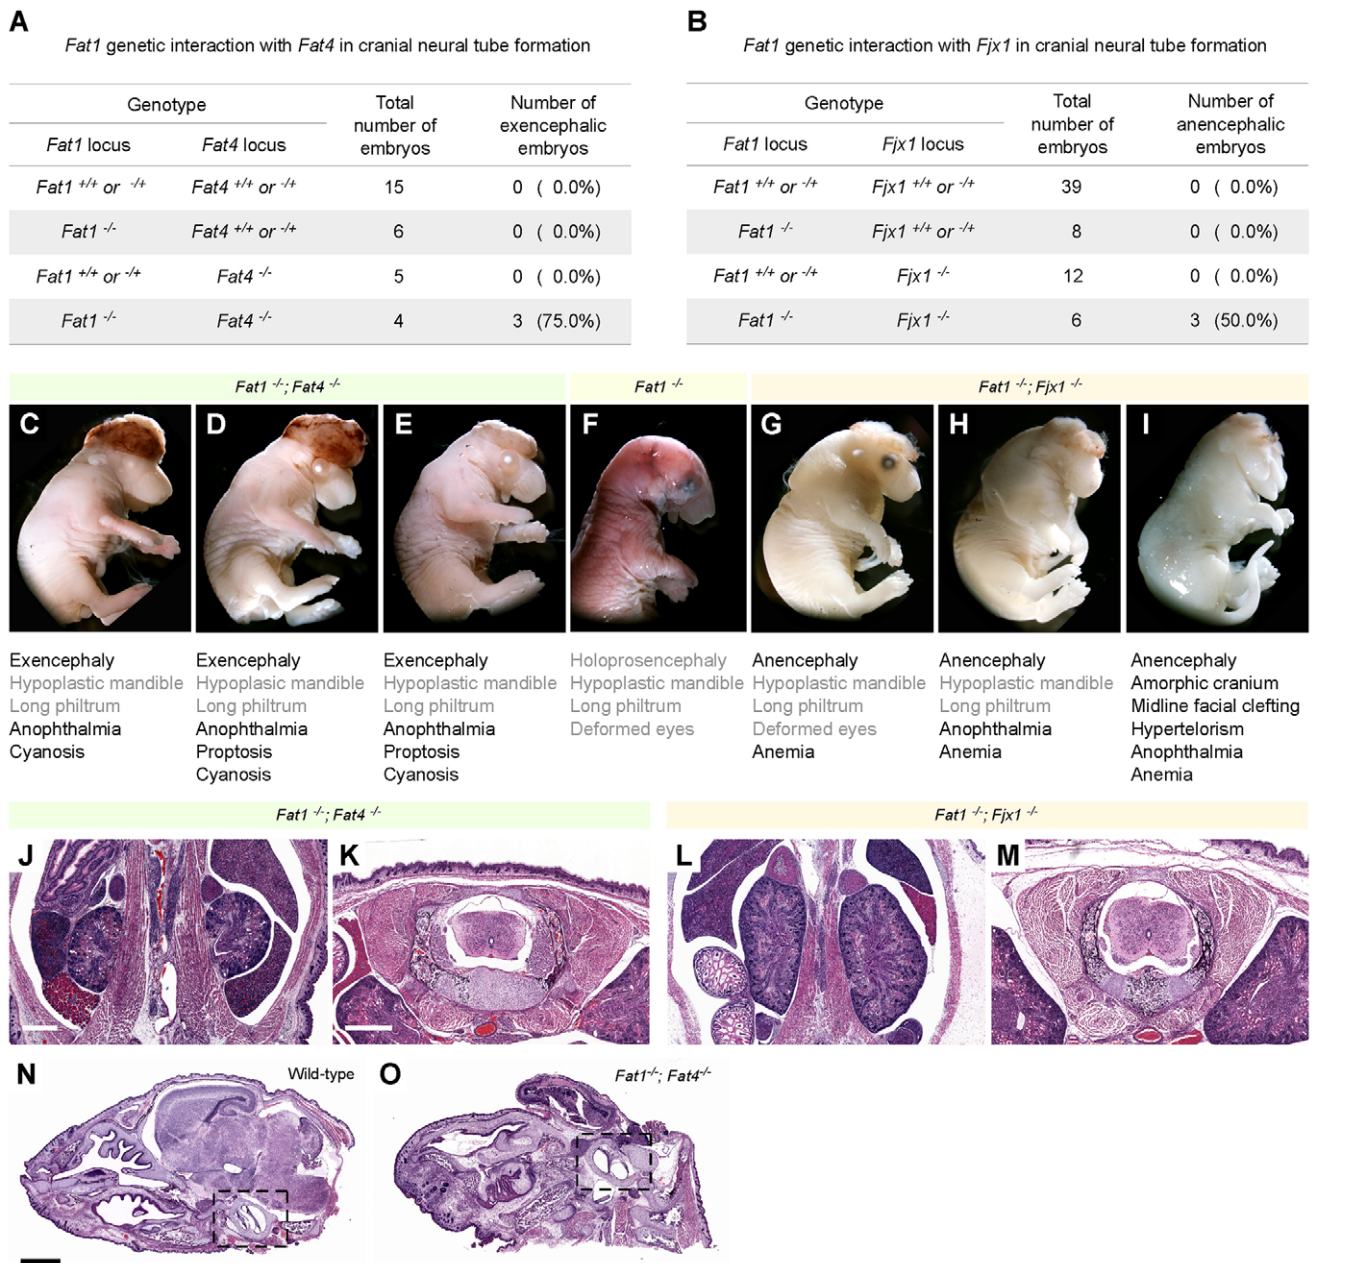 A
Fat1 genetic interaction with Fat4 in cranial neural tube formation
Genotype
Total number of embryos
Number of exencephalic embryos
Fat1 locus Fat4 locus
Fat1 +/+ or -/+ Fat4 +/+ or -/+ 15 0 ( 0.0%)
Fat1 -/- Fat4 +/+ or -/+ 6 0 ( 0.0%)
Fat1 +/+ or -/+ Fat4 -/- 5 0 ( 0.0%)
Fat1 -/- Fat4 -/- 4 3 (75.0%)
B
Fat1 genetic interaction with Fjx1 in cranial neural tube formation
Genotype
Total number of embryos
Number of anencephalic embryos
Fat1 locus Fjx1 locus
Fat1 +/+ or -/+ Fjx1 +/+ or -/+ 39 0 ( 0.0%)
Fat1 -/- Fjx1 +/+ or -/+ 8 0 ( 0.0%)
Fat1 +/+ or -/+ Fjx1 -/- 12 0 ( 0.0%)
Fat1 -/- Fjx1 -/- 6 3 (50.0%)
Fat1 -/-; Fat4 -/- Fat1 -/- Fat1 -/-; Fjx1 -/-
C D E F G H I
Exencephaly
Hypoplastic mandible
Long philtrum
Anophthalmia
Cyanosis
Exencephaly
Hypoplasic mandible
Long philtrum
Anophthalmia
Proptosis
Cyanosis
Exencephaly
Hypoplastic mandible
Long philtrum
Anophthalmia
Proptosis
Cyanosis
Holoprosencephaly
Hypoplastic mandible
Long philtrum
Deformed eyes
Anencephaly
Hypoplastic mandible
Long philtrum
Deformed eyes
Anemia
Anencephaly
Hypoplastic mandible
Long philtrum
Anophthalmia
Anemia
Anencephaly
Amorphic cranium
Midline facial clefting
Hypertelorism
Anophthalmia
Anemia
Fat1 -/-; Fat4 -/- Fat1 -/-; Fjx1 -/-
J K L M
N Wild-type O Fat1-/-; Fat4-/-